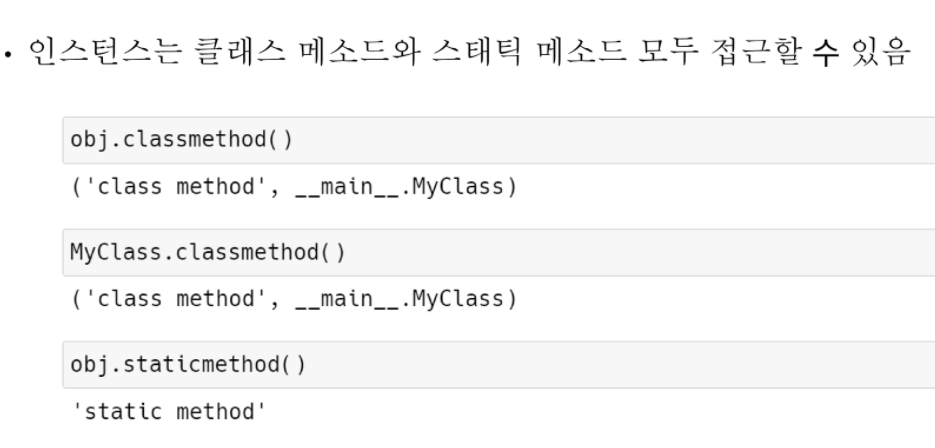 • 인스턴스는 클래스 메소드와 스태틱 메소드 모두 접근할 수 있음
obj.classmethod()
('class method', __main__.MyClass)
MyClass.classmethod()
('class method', __main__.MyClass)
obj.staticmethod()
'static method'